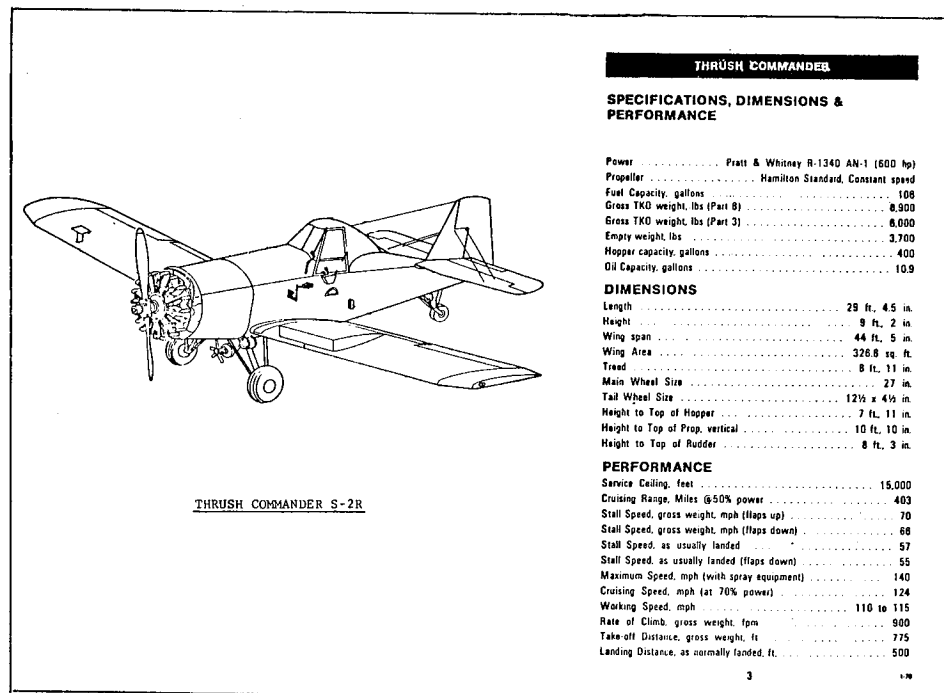 THRUSH COMMANDER
SPECIFICATIONS, DIMENSIONS &
PERFORMANCE
Power . . . . . . . . . . . . Pratt & Whitney R-1340 AN-1 (600 hp)
Propeller . . . . . . . . . . . . . . . . Hamilton Standard, Constant speed
Fuel Capacity, gallons . . . . . . . . . . . . . . . . 106
Gross TKO weight, lbs (Part 8) . . . . . . . . . . . . . . . . 6,900
Gross TKO weight, lbs (Part 3) . . . . . . . . . . . . . . . . 6,000
Empty weight, lbs . . . . . . . . . . . . . . . . 3,700
Hopper capacity, gallons . . . . . . . . . . . . . . . . 400
Oil Capacity, gallons . . . . . . . . . . . . . . . . 10.9
DIMENSIONS
Length . . . . . . . . . . . . . . . . 29 ft., 4.5 in.
Height . . . . . . . . . . . . . . . . 9 ft., 2 in.
Wing span . . . . . . . . . . . . . . . . 44 ft., 5 in.
Wing Area . . . . . . . . . . . . . . . . 326.6 sq. ft.
Tread . . . . . . . . . . . . . . . . 8 ft., 11 in.
Main Wheel Size . . . . . . . . . . . . . . . . 27 in.
Tail Wheel Size . . . . . . . . . . . . . . . . 12½ x 4½ in.
Height to Top of Hopper . . . . . . . . . . . . . . . . 7 ft., 11 in.
Height to Top of Prop, vertical . . . . . . . . . . 10 ft., 10 in.
Height to Top of Rudder . . . . . . . . . . . . . . . . 8 ft., 3 in.
PERFORMANCE
Service Ceiling, feet . . . . . . . . . . . . . . . . 15,000
Cruising Range, Miles @50% power . . . . . . . . . . . . 403
Stall Speed, gross weight, mph (flaps up) . . . . . . . . . . 70
Stall Speed, gross weight, mph (flaps down) . . . . . . . . . . 66
Stall Speed, as usually landed . . . . . . . . . . . . 57
Stall Speed, as usually landed (flaps down) . . . . . . . . . . 55
Maximum Speed, mph (with spray equipment) . . . . . . . . . . 140
Cruising Speed, mph (at 70% power) . . . . . . . . . . 124
Working Speed, mph . . . . . . . . . . . . . . . . 110 to 115
Rate of Climb, gross weight, fpm . . . . . . . . . . 900
Take-off Distance, gross weight, ft . . . . . . . . . . 775
Landing Distance, as normally landed, ft. . . . . . . . . . . 500
THRUSH COMMANDER S-2R
3